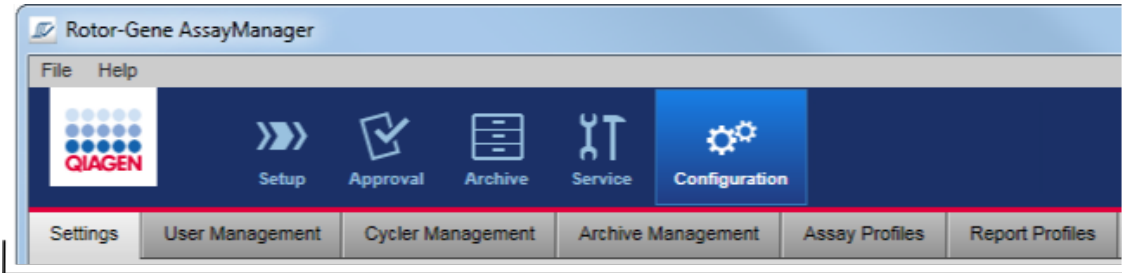 Rotor-Gene AssayManager
File Help
QIAGEN
Setup Approval Archive Service Configuration
Settings User Management Cycler Management Archive Management Assay Profiles Report Profiles